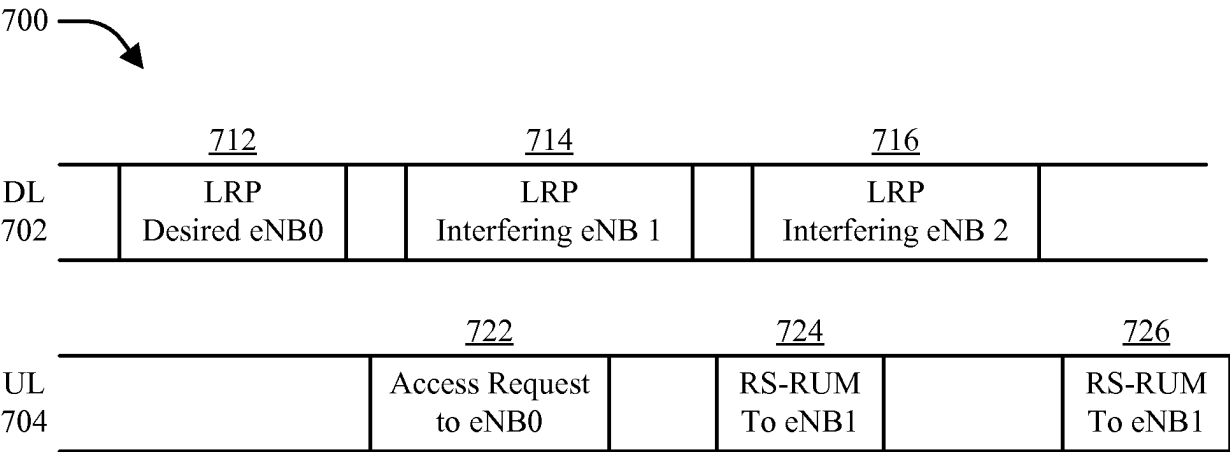 700
712
714
716
DL
702
LRP
Desired eNB0
LRP
Interfering eNB 1
LRP
Interfering eNB 2
722
724
726
UL
704
Access Request
to eNB0
RS-RUM
To eNB1
RS-RUM
To eNB1